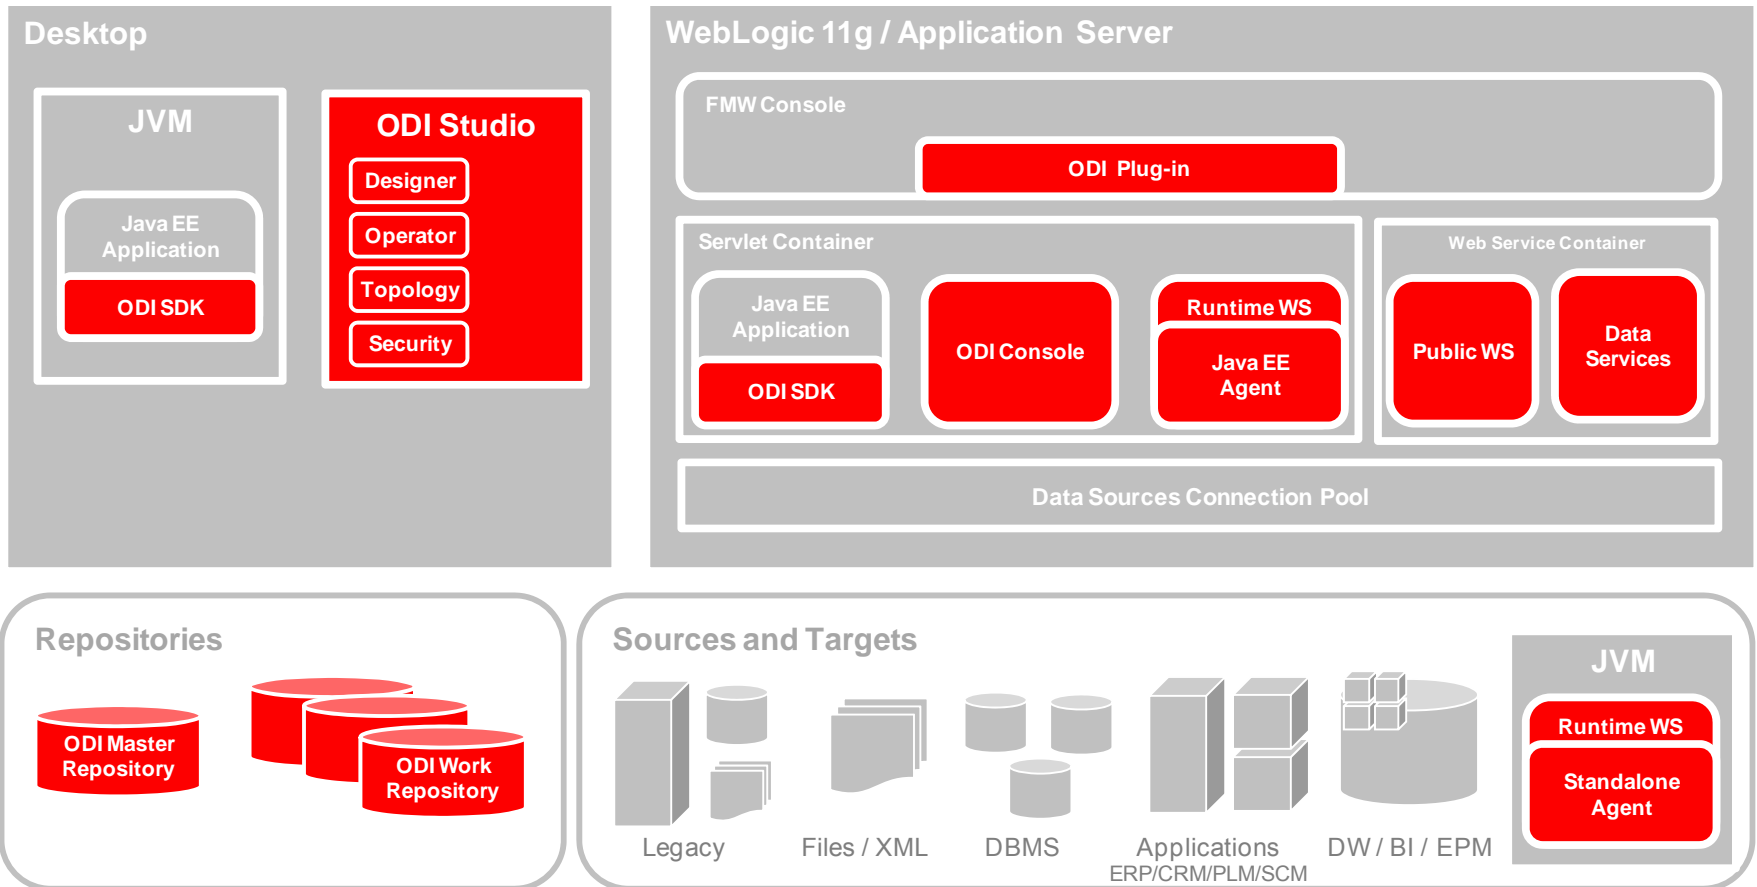 Desktop
JVM
Java EE
Application
ODI SDK
ODI Studio
Designer
Operator
Topology
Security
WebLogic 11g / Application Server
FMW Console
ODI Plug-in
Servlet Container
Java EE
Application
ODI SDK
ODI Console
Runtime WS
Java EE
Agent
Web Service Container
Public WS
Data
Services
Data Sources Connection Pool
Repositories
ODI Master
Repository
ODI Work
Repository
Sources and Targets
Legacy
Files / XML
DBMS
Applications
ERP/CRM/PLM/SCM
DW / BI / EPM
JVM
Runtime WS
Standalone
Agent